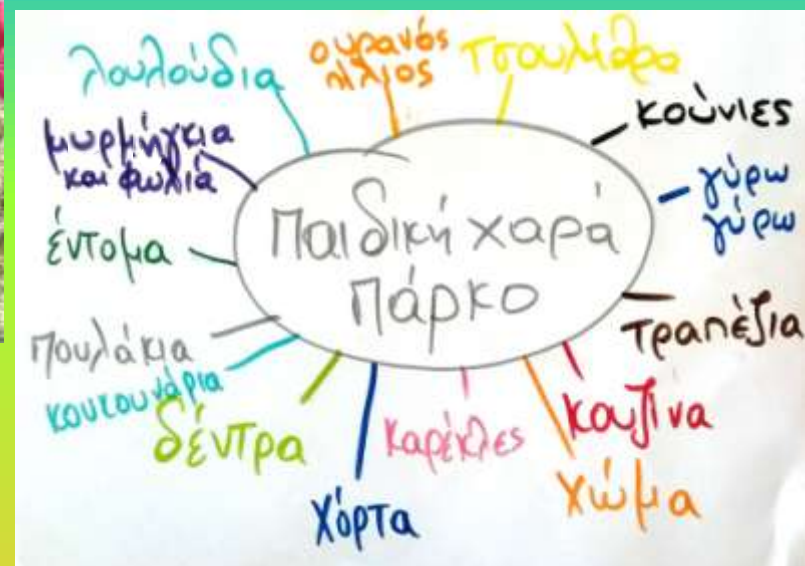 λουλούδια
ουρανός
ήλιος
τσουλήθρα
κούνιες
γύρω
γύρω
τραπέζια
κουζίνα
χώμα
καρέκλες
χόρτα
δέντρα
κουκουνάρια
πουλάκια
έντομα
μυρμήγκια
και φωλιά
Παιδική χαρά
Πάρκο